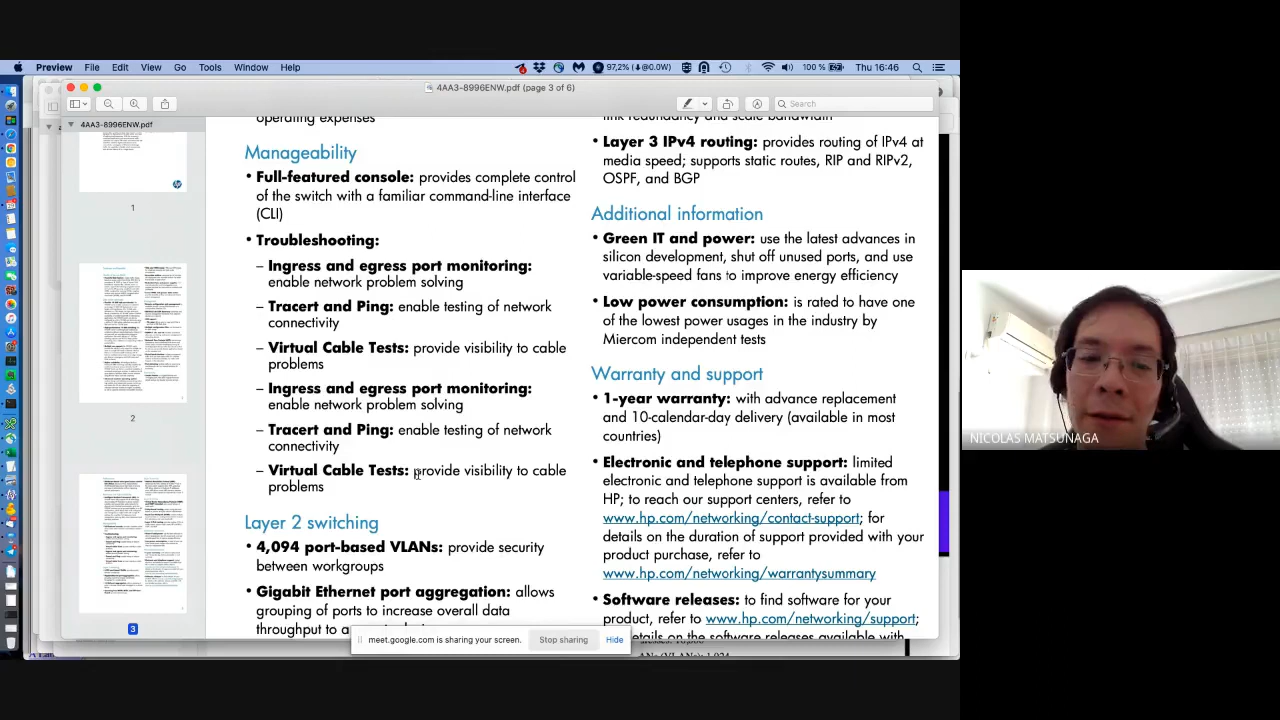 Preview File Edit View Go Tools Window Help
97,2% (⬇@0.0W)
100 %
Thu 16:46
4AA3-8996ENW.pdf (page 3 of 6)
Search
4AA3-8996ENW.pdf
1
2
3
operating expenses
Manageability
• Full-featured console: provides complete control
of the switch with a familiar command-line interface
(CLI)
• Troubleshooting:
– Ingress and egress port monitoring:
enable network problem solving
– Tracert and Ping: enable testing of network
connectivity
– Virtual Cable Tests: provide visibility to cable
problems
– Ingress and egress port monitoring:
enable network problem solving
– Tracert and Ping: enable testing of network
connectivity
– Virtual Cable Tests: provide visibility to cable
problems
Layer 2 switching
• 4,094 port-based VLANs: provide security
between workgroups
• Gigabit Ethernet port aggregation: allows
grouping of ports to increase overall data
throughput to a
link redundancy and scale bandwidth
• Layer 3 IPv4 routing: provides routing of IPv4 at
media speed; supports static routes, RIP and RIPv2,
OSPF, and BGP
Additional information
• Green IT and power: use the latest advances in
silicon development, shut off unused ports, and use
variable-speed fans to improve energy efficiency
• Low power consumption: is rated to have one
of the lowest power usages in the industry by
Miercom independent tests
Warranty and support
• 1-year warranty: with advance replacement
and 10-calendar-day delivery (available in most
countries)
• Electronic and telephone support: limited
electronic and telephone support is available from
HP; to reach our support centers, refer to
www.hp.com/networking/contact-support; for
details on the duration of support provided with your
product purchase, refer to
www.hp.com/networking/warrantysummary
• Software releases: to find software for your
product, refer to www.hp.com/networking/support;
details on the software releases available with
meet.google.com is sharing your screen.
Stop sharing
Hide
NICOLAS MATSUNAGA